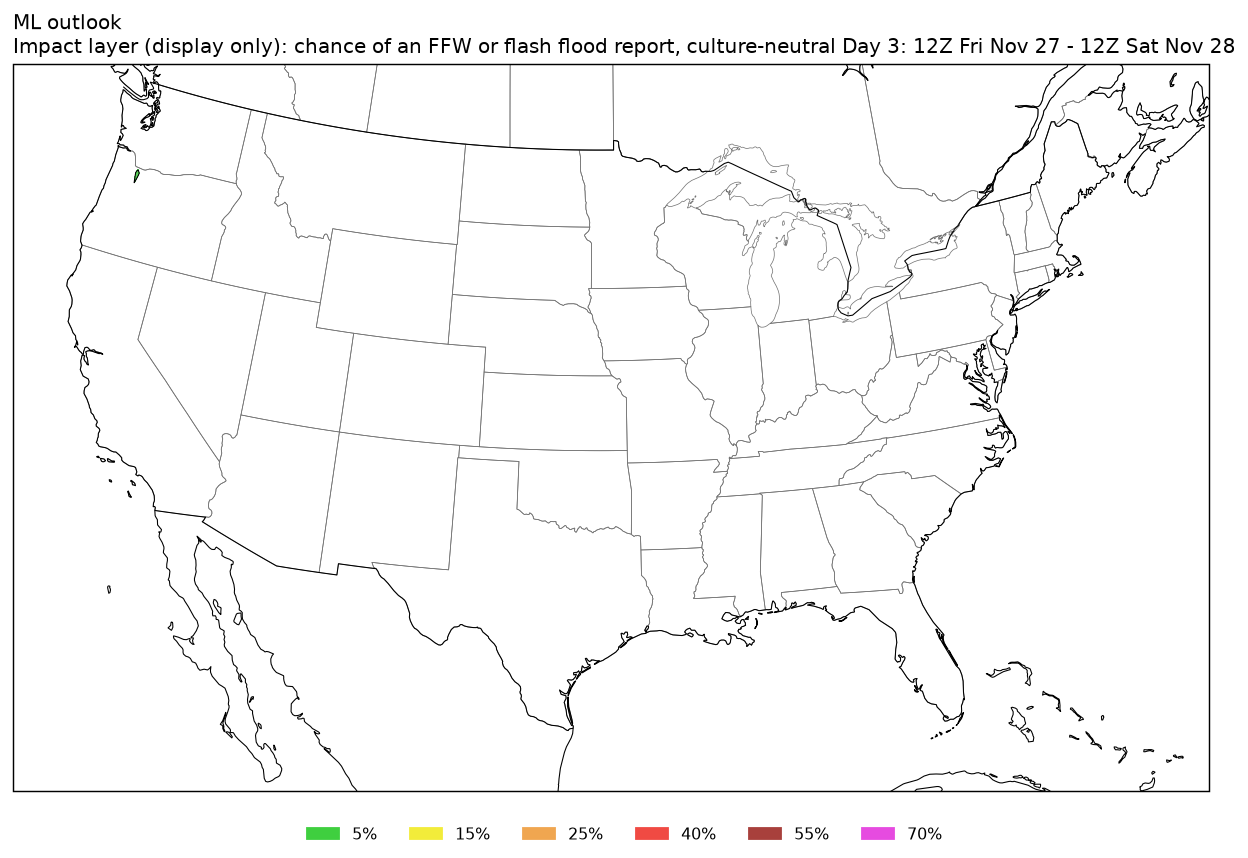 ML outlook
Impact layer (display only): chance of an FFW or flash flood report, culture-neutral Day 3: 12Z Fri Nov 27 - 12Z Sat Nov 28
5% 15% 25% 40% 55% 70%